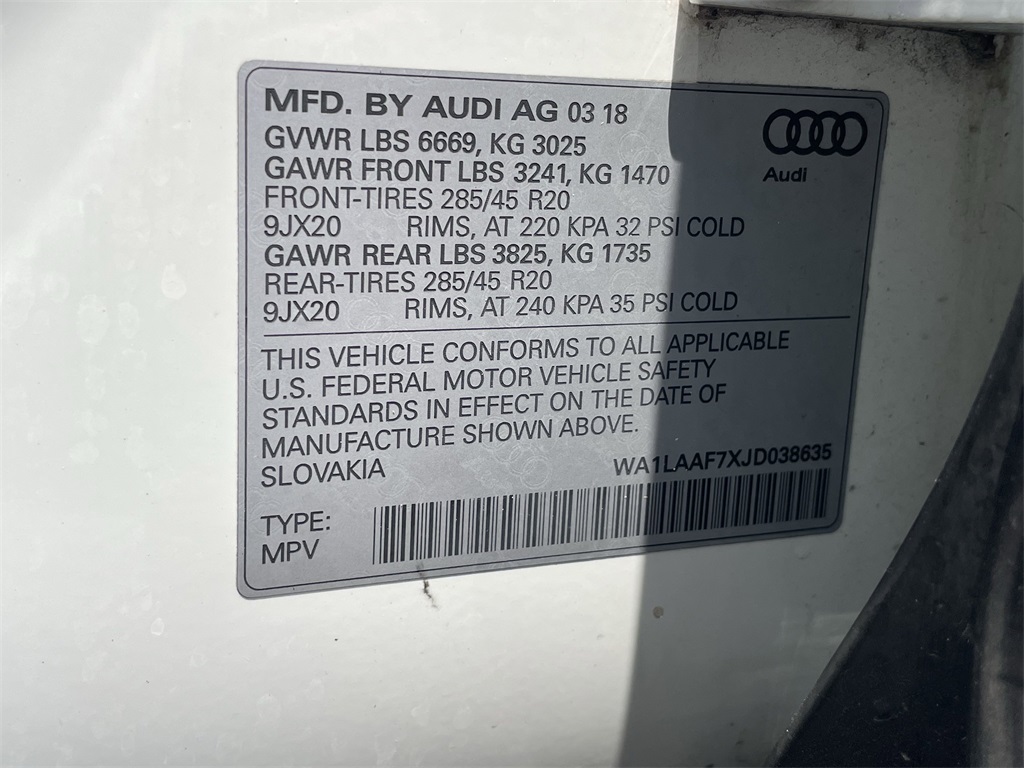 MFD. BY AUDI AG 03 18
GVWR LBS 6669, KG 3025
GAWR FRONT LBS 3241, KG 1470
FRONT-TIRES 285/45 R20
9JX20 RIMS, AT 220 KPA 32 PSI COLD
GAWR REAR LBS 3825, KG 1735
REAR-TIRES 285/45 R20
9JX20 RIMS, AT 240 KPA 35 PSI COLD
Audi
THIS VEHICLE CONFORMS TO ALL APPLICABLE
U.S. FEDERAL MOTOR VEHICLE SAFETY
STANDARDS IN EFFECT ON THE DATE OF
MANUFACTURE SHOWN ABOVE.
SLOVAKIA WA1LAAF7XJD038635
TYPE:
MPV